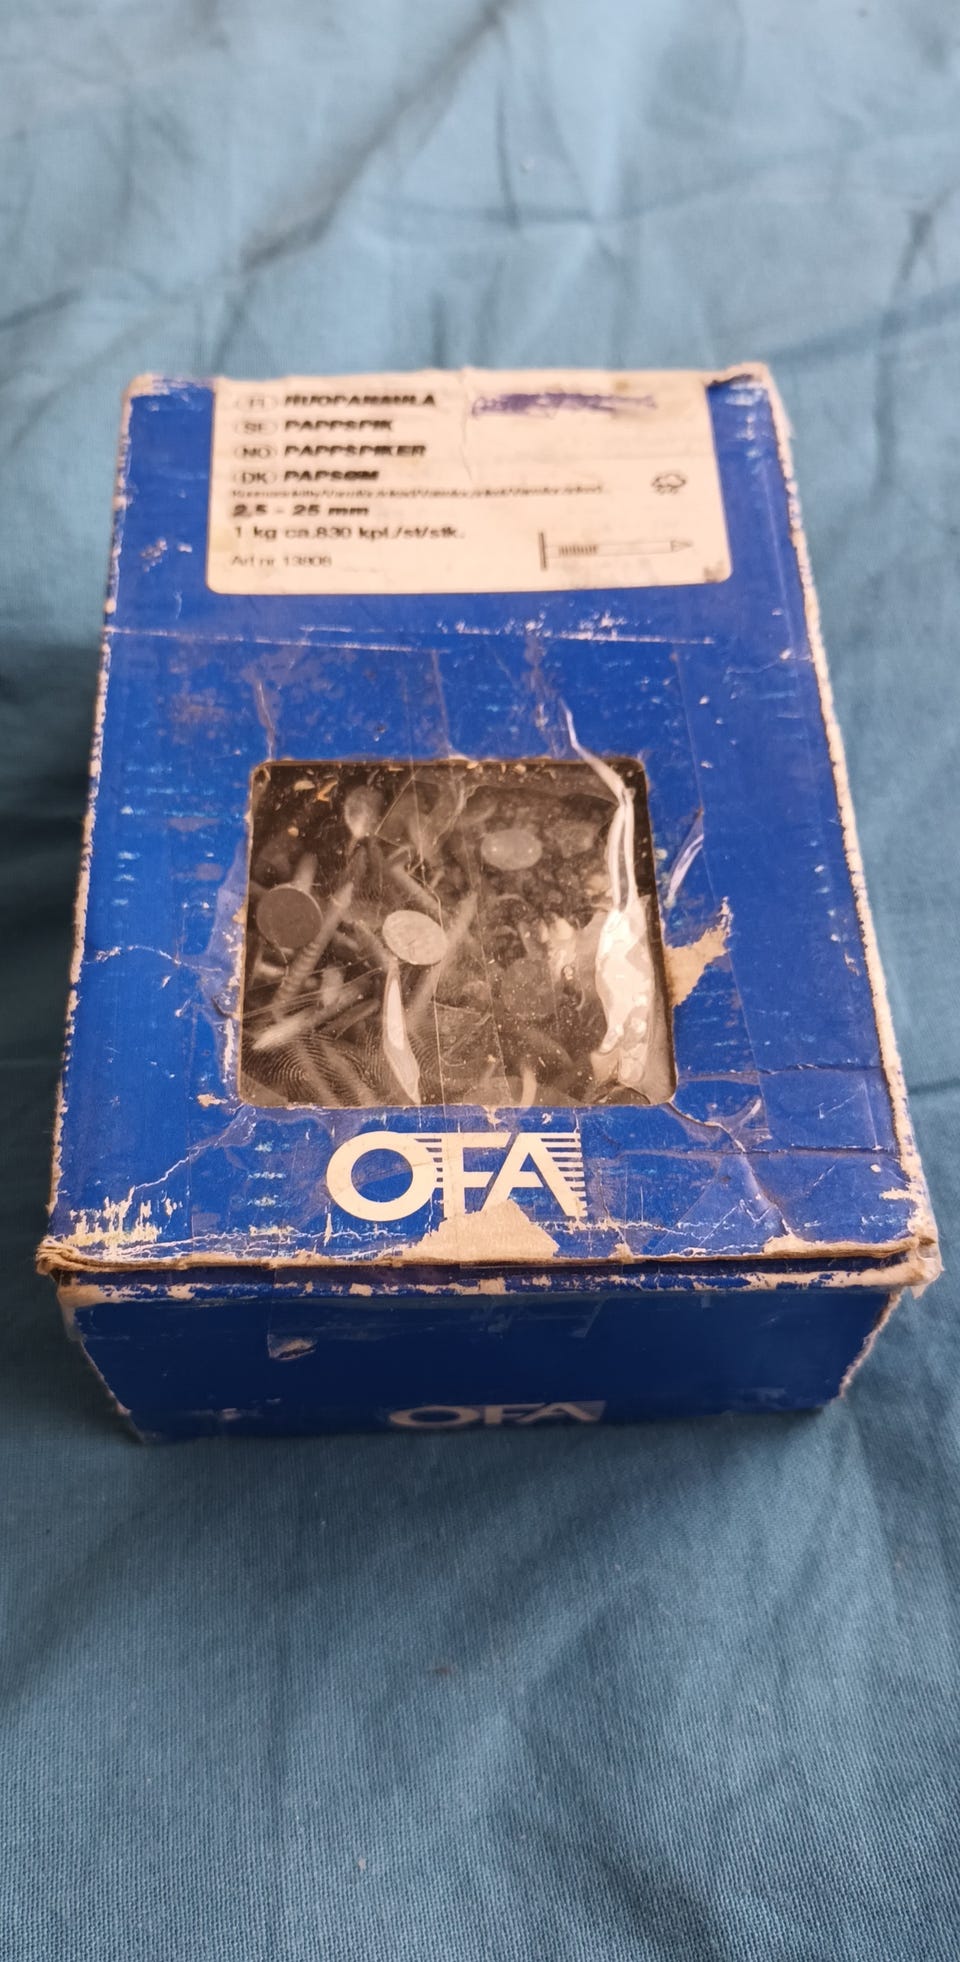 FI HUOPANAULA
SE PAPPSPIK
NO PAPPSPIKER
DK PAPSØM
2,5 - 25 mm
1 kg ca.830 kpl./st/stk.
Art nr 13806
OFA
OFA